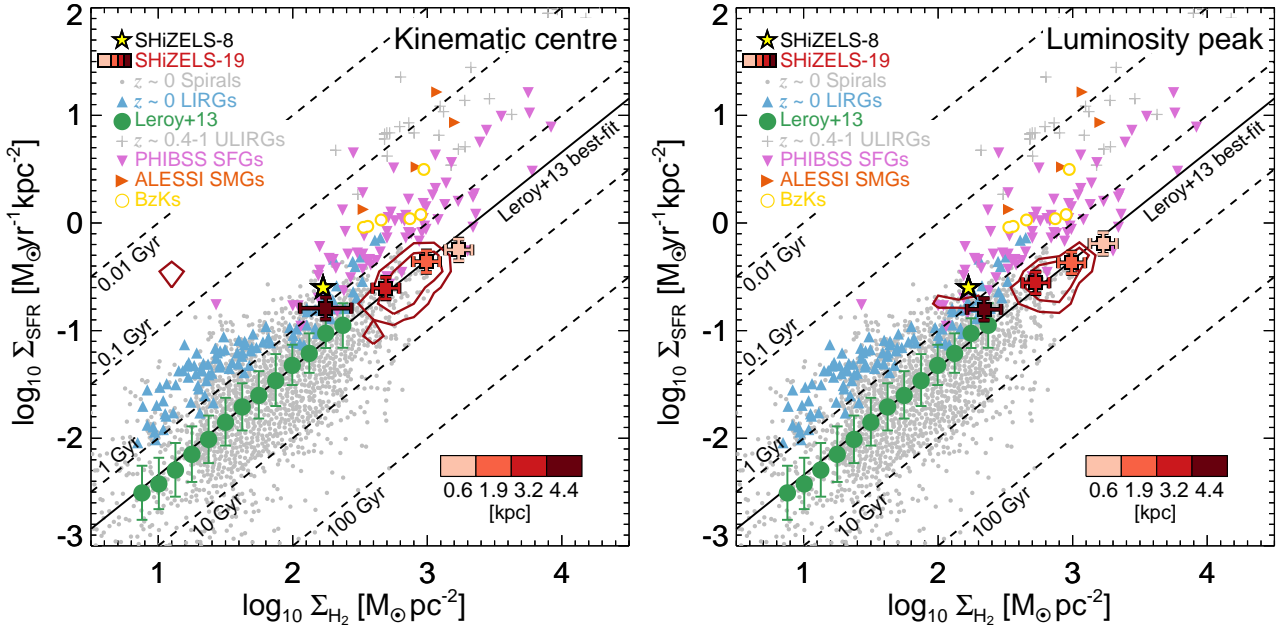 Kinematic centre
SHiZELS-8
SHiZELS-19
z ~ 0 Spirals
z ~ 0 LIRGs
Leroy+13
z ~ 0.4-1 ULIRGs
PHIBSS SFGs
ALESSI SMGs
BzKs
Leroy+13 best-fit
0.01 Gyr
0.1 Gyr
1 Gyr
10 Gyr
100 Gyr
0.6 1.9 3.2 4.4
[kpc]
2
1
0
-1
-2
-3
1 2 3 4
log₁₀ Σ_SFR [M⊙yr⁻¹kpc⁻²]
log₁₀ Σ_H₂ [M⊙pc⁻²]
Luminosity peak
SHiZELS-8
SHiZELS-19
z ~ 0 Spirals
z ~ 0 LIRGs
Leroy+13
z ~ 0.4-1 ULIRGs
PHIBSS SFGs
ALESSI SMGs
BzKs
Leroy+13 best-fit
0.01 Gyr
0.1 Gyr
1 Gyr
10 Gyr
100 Gyr
0.6 1.9 3.2 4.4
[kpc]
2
1
0
-1
-2
-3
1 2 3 4
log₁₀ Σ_SFR [M⊙yr⁻¹kpc⁻²]
log₁₀ Σ_H₂ [M⊙pc⁻²]